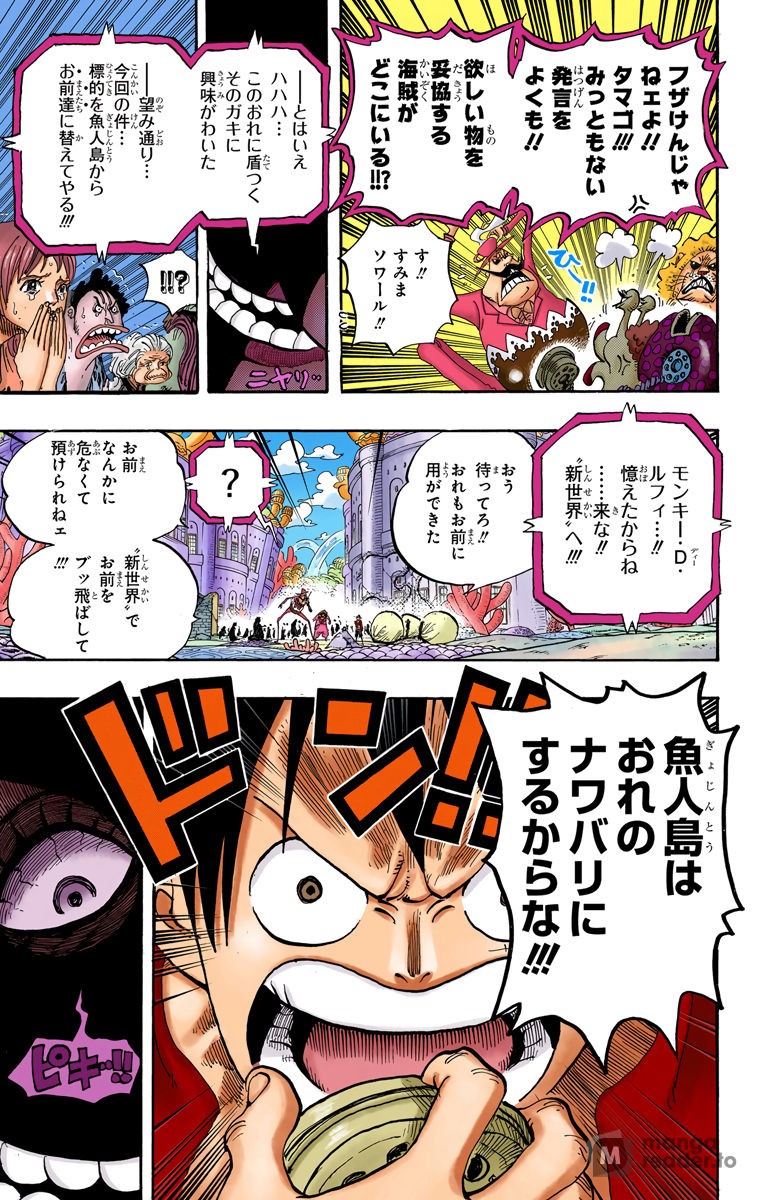 フザけんじゃ
ねェよ!!
タマゴ!!!
みっともない
発言を
よくも!!
欲しい物を
妥協する
海賊が
どこにいる!!?
す!!
すみま
ソワール!!
ひー!!
――とはいえ
ハハハ…
このおれに盾つく
そのガキに
興味がわいた
ニヤリッ
――望み通り…
今回の件…
標的を魚人島から
お前達に替えてやる!!!
!!?
モンキー・D・
ルフィ…!!
憶えたからね
……来な!!
〝新世界〟へ!!!
おう
待ってろ!!
おれもお前に
用ができた
?
お前
なんかに
危なくて
預けられねェ
!!!
〝新世界〟で
お前を
ブッ飛ばして
魚人島は
おれの
ナワバリに
するからな!!!
ドン!!
ピキ…!!
manga
reader.to